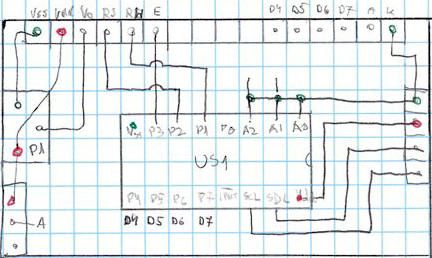 VSS Vdd Vo RS RW E D4 D5 D6 D7 A K
P1
Vss P3 P2 P1 P0 A2 A1 A0
US1
P4 P5 P6 P7 INT SCL SDA
D4 D5 D6 D7
A